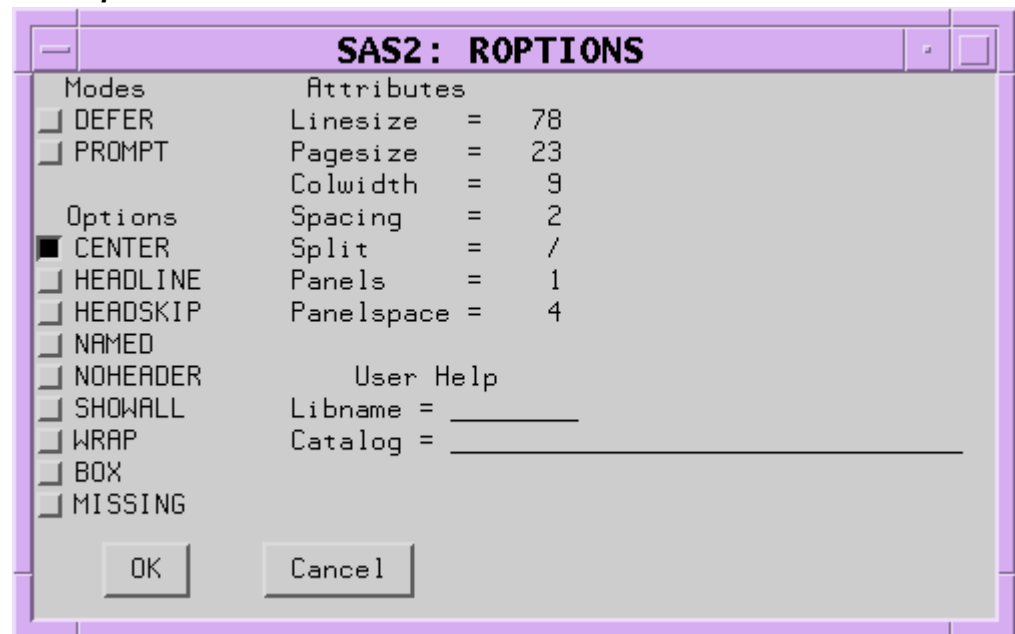 SAS2: ROPTIONS
Modes Attributes
DEFER Linesize = 78
PROMPT Pagesize = 23
Colwidth = 9
Options Spacing = 2
CENTER Split = /
HEADLINE Panels = 1
HEADSKIP Panelspace = 4
NAMED
NOHEADER User Help
SHOWALL Libname =
WRAP Catalog =
BOX
MISSING
OK Cancel